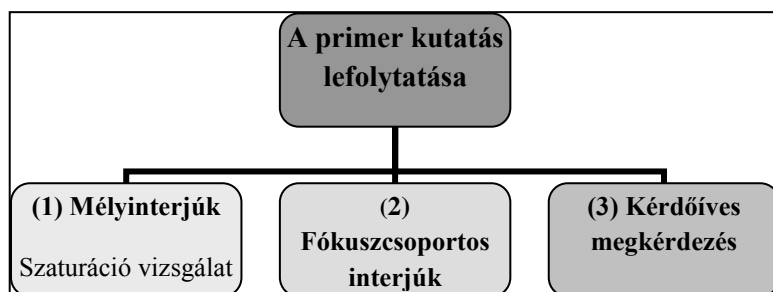 A primer kutatás
lefolytatása
(1) Mélyinterjúk
Szaturáció vizsgálat
(2)
Fókuszcsoportos
interjúk
(3) Kérdőíves
megkérdezés